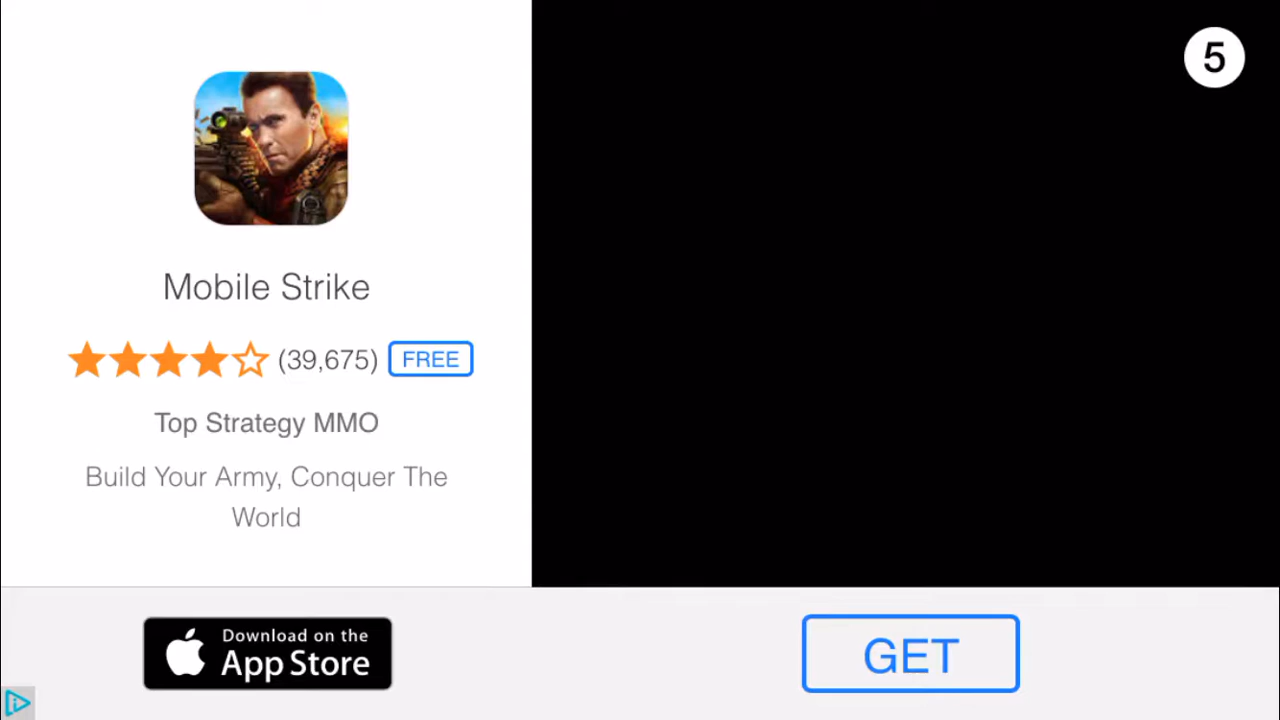 5
Mobile Strike
(39,675) FREE
Top Strategy MMO
Build Your Army, Conquer The
World
Download on the
App Store
GET